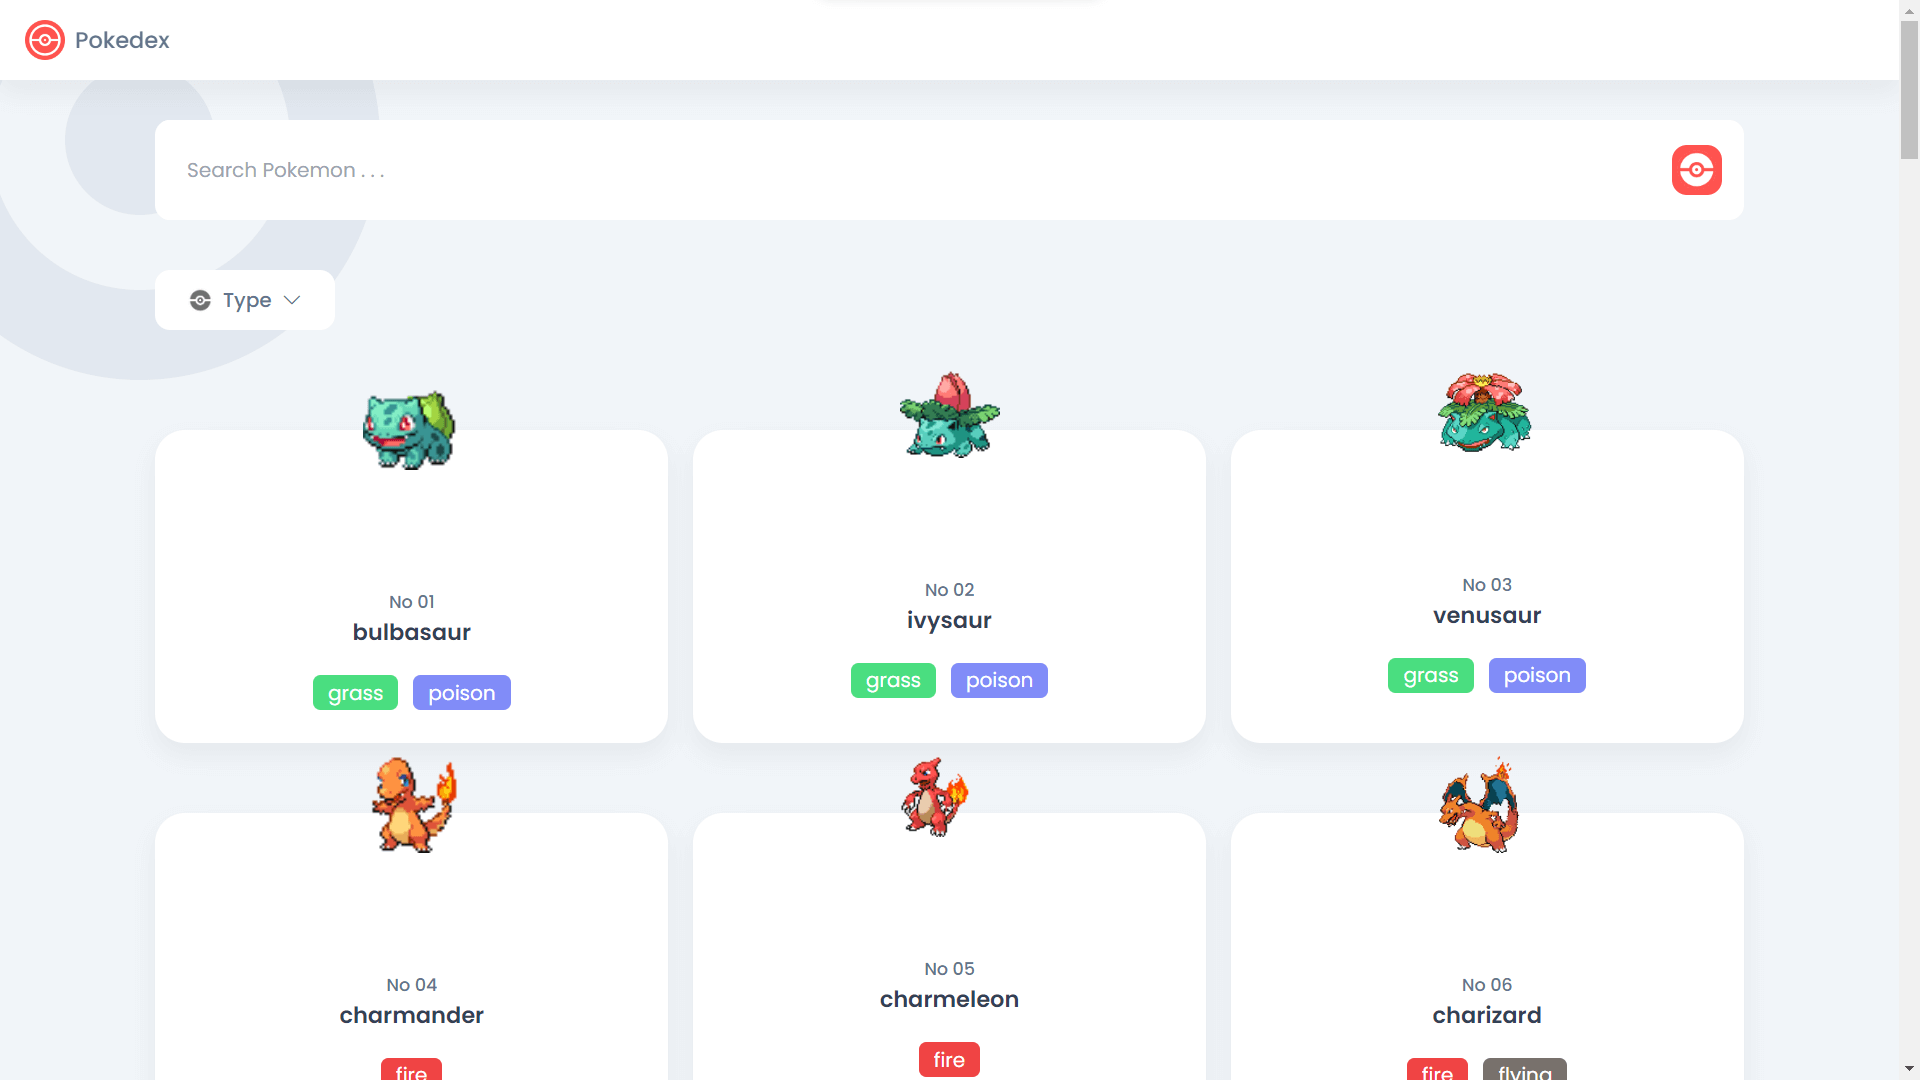 Pokedex
Search Pokemon . . .
Type
No 01
bulbasaur
grass poison
No 02
ivysaur
grass poison
No 03
venusaur
grass poison
No 04
charmander
fire
No 05
charmeleon
fire
No 06
charizard
fire flying